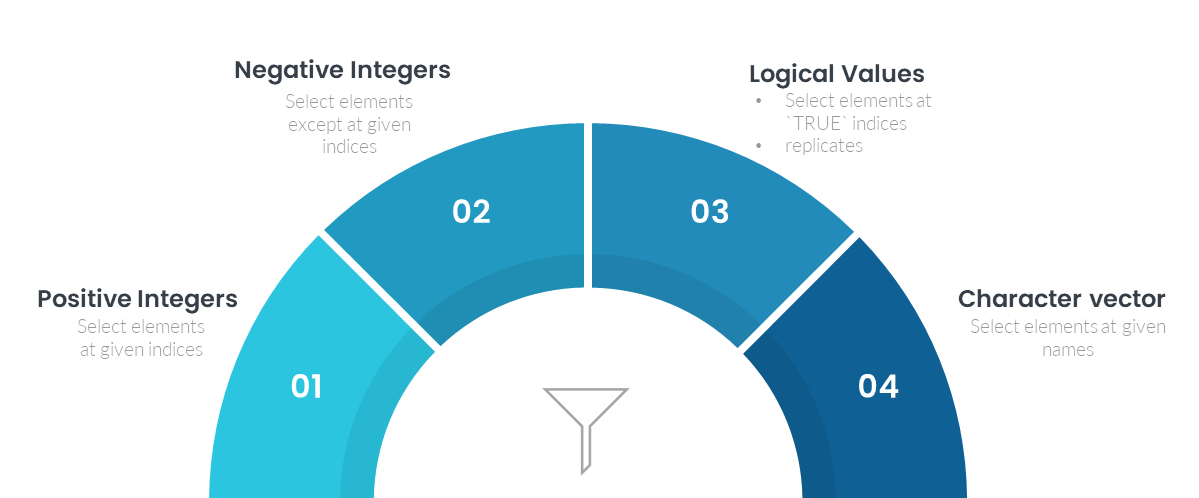 Negative Integers
Select elements
except at given
indices
Logical Values
• Select elements at
`TRUE` indices
• replicates
02
03
Positive Integers
Select elements
at given indices
Character vector
Select elements at given
names
01
04